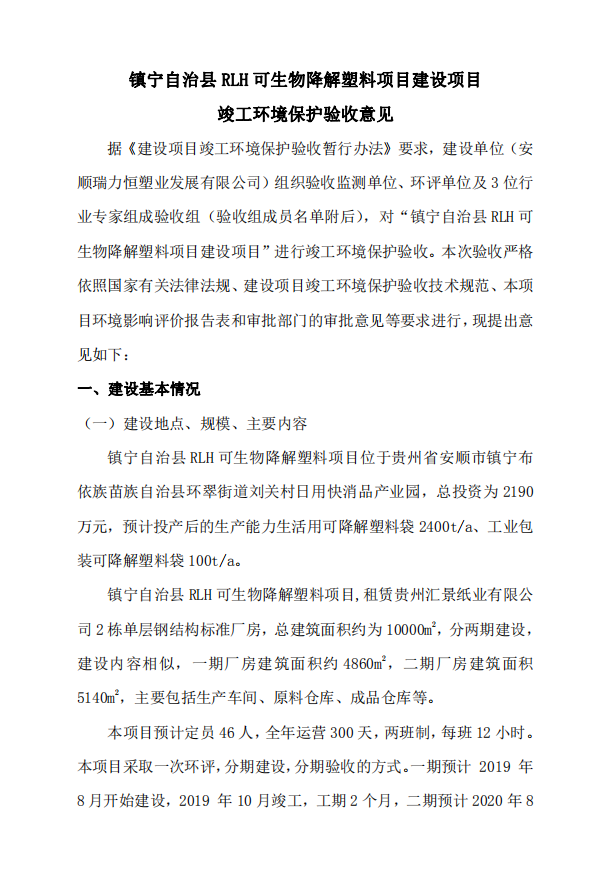 镇宁自治县 RLH 可生物降解塑料项目建设项目
竣工环境保护验收意见
据《建设项目竣工环境保护验收暂行办法》要求，建设单位（安
顺瑞力恒塑业发展有限公司）组织验收监测单位、环评单位及 3 位行
业专家组成验收组（验收组成员名单附后），对“镇宁自治县 RLH 可
生物降解塑料项目建设项目”进行竣工环境保护验收。本次验收严格
依照国家有关法律法规、建设项目竣工环境保护验收技术规范、本项
目环境影响评价报告表和审批部门的审批意见等要求进行，现提出意
见如下：
一、建设基本情况
（一）建设地点、规模、主要内容
镇宁自治县 RLH 可生物降解塑料项目位于贵州省安顺市镇宁布
依族苗族自治县环翠街道刘关村日用快消品产业园，总投资为 2190
万元，预计投产后的生产能力生活用可降解塑料袋 2400t/a、工业包
装可降解塑料袋 100t/a。
镇宁自治县 RLH 可生物降解塑料项目,租赁贵州汇景纸业有限公
司 2 栋单层钢结构标准厂房，总建筑面积约为 10000m²，分两期建设，
建设内容相似，一期厂房建筑面积约 4860m²，二期厂房建筑面积
5140m²，主要包括生产车间、原料仓库、成品仓库等。
本项目预计定员 46 人，全年运营 300 天，两班制，每班 12 小时。
本项目采取一次环评，分期建设，分期验收的方式。一期预计 2019 年
8 月开始建设，2019 年 10 月竣工，工期 2 个月，二期预计 2020 年 8